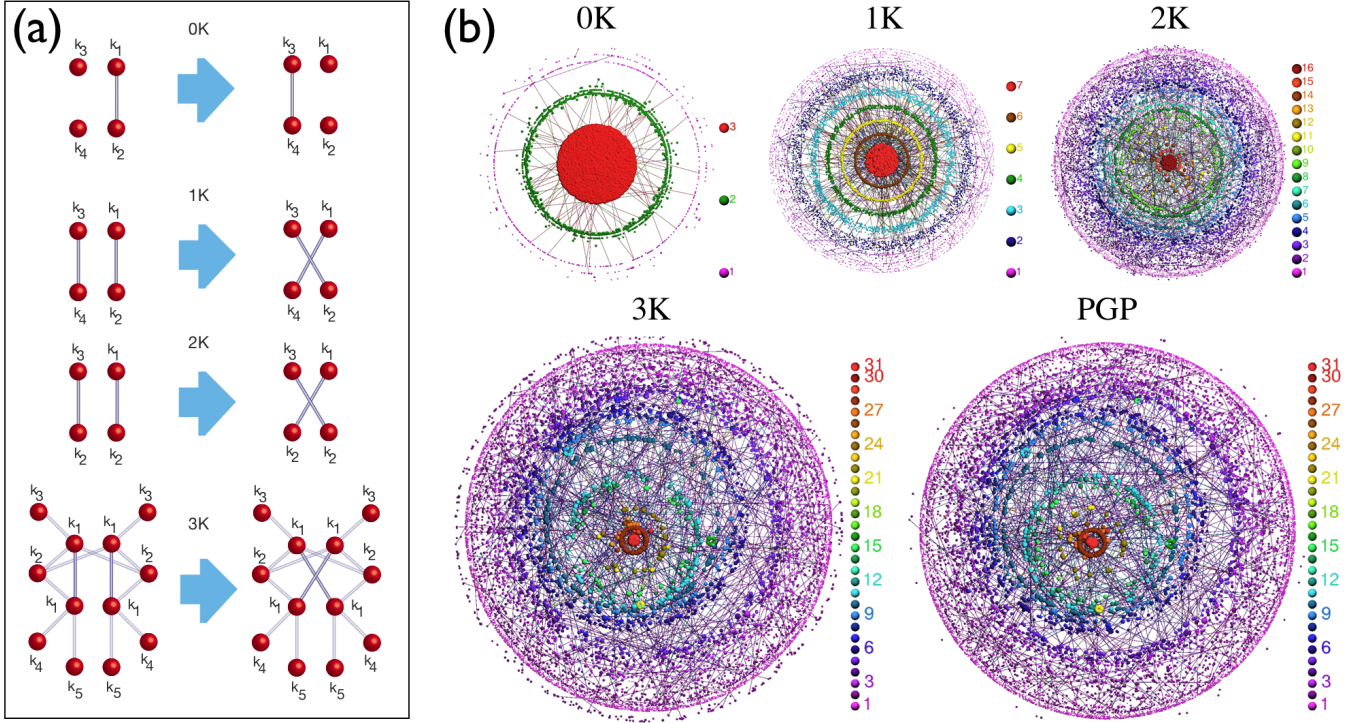 (a)
0K
k3 k1 k3 k1
k4 k2 k4 k2
1K
k3 k1 k3 k1
k4 k2 k4 k2
2K
k3 k1 k3 k1
k2 k2 k2 k2
3K
k3 k3 k3 k3
k1 k1 k1 k1
k2 k2 k2 k2
k1 k1 k1 k1
k4 k4 k4 k4
k5 k5 k5 k5
(b)
0K
3
2
1
1K
7
6
5
4
3
2
1
2K
16
15
14
13
12
11
10
9
8
7
6
5
4
3
2
1
3K
31
30
27
24
21
18
15
12
9
6
3
1
PGP
31
30
27
24
21
18
15
12
9
6
3
1